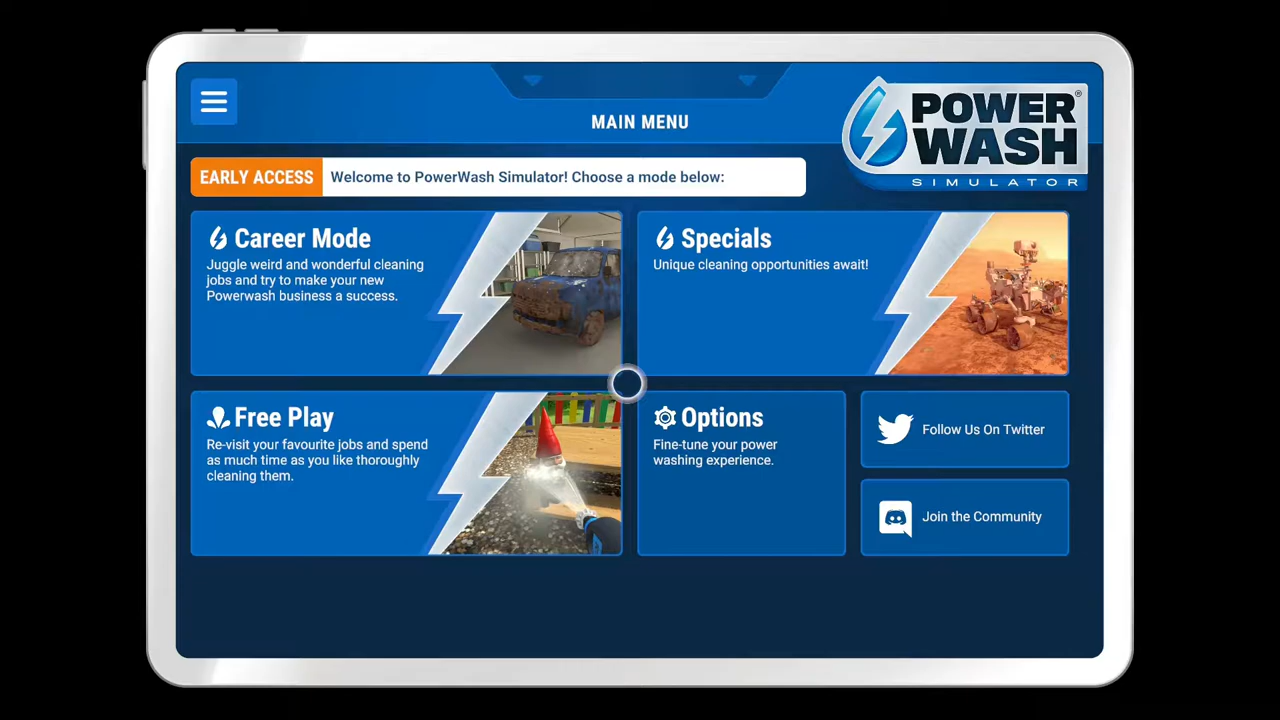 MAIN MENU
POWER
WASH
SIMULATOR
EARLY ACCESS
Welcome to PowerWash Simulator! Choose a mode below:
Career Mode
Juggle weird and wonderful cleaning
jobs and try to make your new
Powerwash business a success.
Specials
Unique cleaning opportunities await!
Free Play
Re-visit your favourite jobs and spend
as much time as you like thoroughly
cleaning them.
Options
Fine-tune your power
washing experience.
Follow Us On Twitter
Join the Community